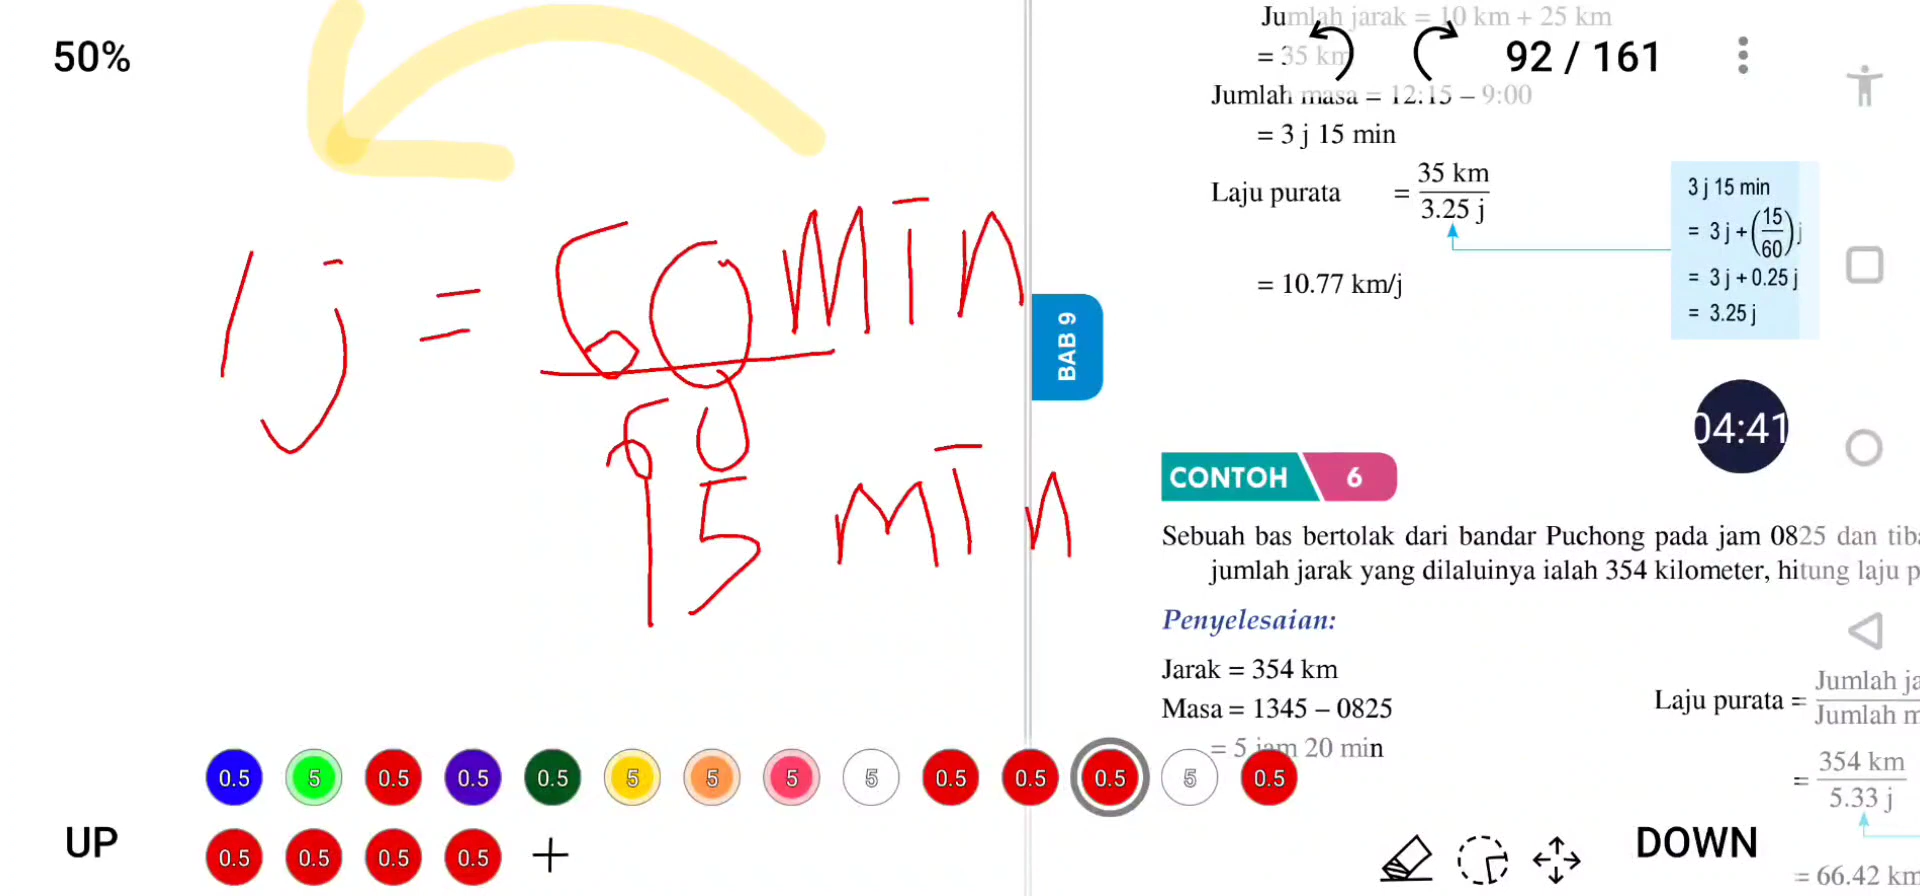 50%
1j = 60 min
60
15 min
Jumlah jarak = 10 km + 25 km
= 35 km
92 / 161
Jumlah masa = 12:15 – 9:00
= 3 j 15 min
Laju purata = 35 km
3.25 j
= 10.77 km/j
3 j 15 min
= 3 j + (15/60) j
= 3 j + 0.25 j
= 3.25 j
BAB 9
04:41
CONTOH 6
Sebuah bas bertolak dari bandar Puchong pada jam 0825 dan
jumlah jarak yang dilaluinya ialah 354 kilometer, hitung laju
Penyelesaian:
Jarak = 354 km
Masa = 1345 – 0825
= 5 jam 20 min
Laju purata = Jumlah
Jumlah
= 354 km
5.33 j
= 66.42 km
0.5 5 0.5 0.5 0.5 5 5 5 5 0.5 0.5 0.5 5 0.5
UP
0.5 0.5 0.5 0.5 +
DOWN